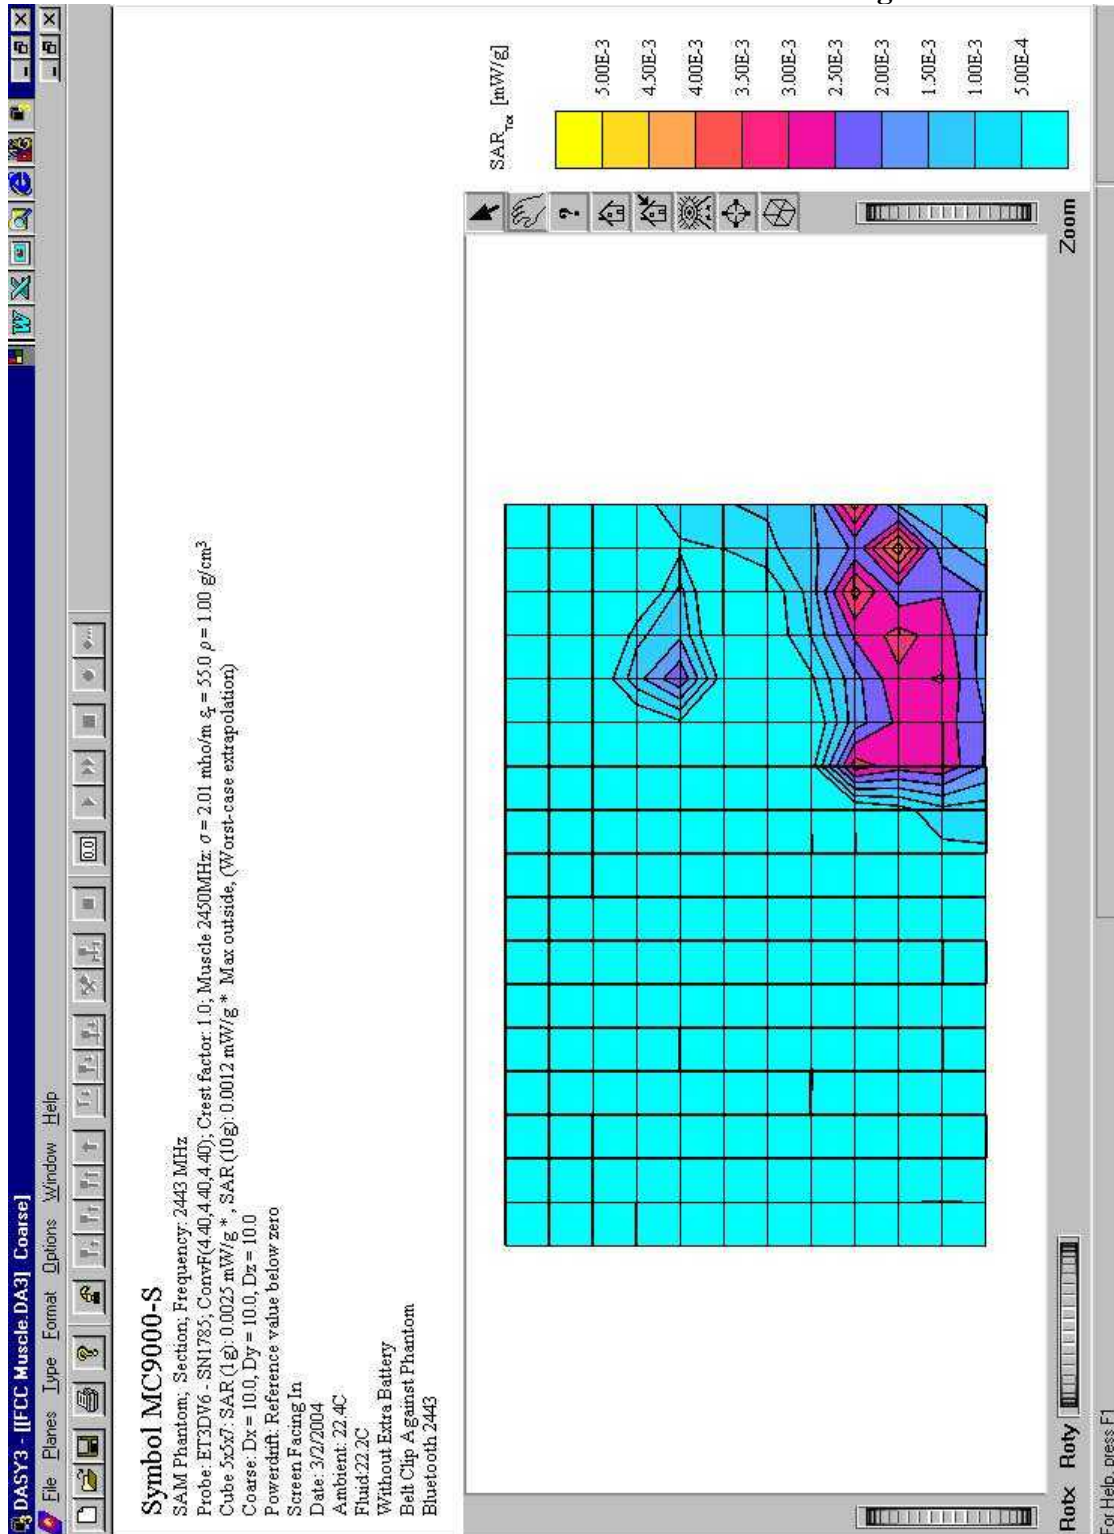 DASY3 - [[FCC Muscle.DA3] Coarse]
File Planes Type Format Options Window Help
0.0
Symbol MC9000-S
SAM Phantom; Section; Frequency: 2443 MHz
Probe: ET3DV6 - SN1785; ConvF(4.40,4.40,4.40); Crest factor: 1.0; Muscle 2450MHz: σ = 2.01 mho/m εr = 55.0 ρ = 1.00 g/cm³
Cube 5x5x7: SAR (1g): 0.0025 mW/g *, SAR (10g): 0.0012 mW/g * Max outside, (Worst-case extrapolation)
Coarse: Dx = 10.0, Dy = 10.0, Dz = 10.0
Powerdrift: Reference value below zero
Screen Facing In
Date: 3/2/2004
Ambient: 22.4C
Fluid:22.2C
Without Extra Battery
Belt Clip Against Phantom
Bluetooth 2443
SARTot [mW/g]
5.00E-3
4.50E-3
4.00E-3
3.50E-3
3.00E-3
2.50E-3
2.00E-3
1.50E-3
1.00E-3
5.00E-4
Rotx Roty Zoom
For Help, press F1